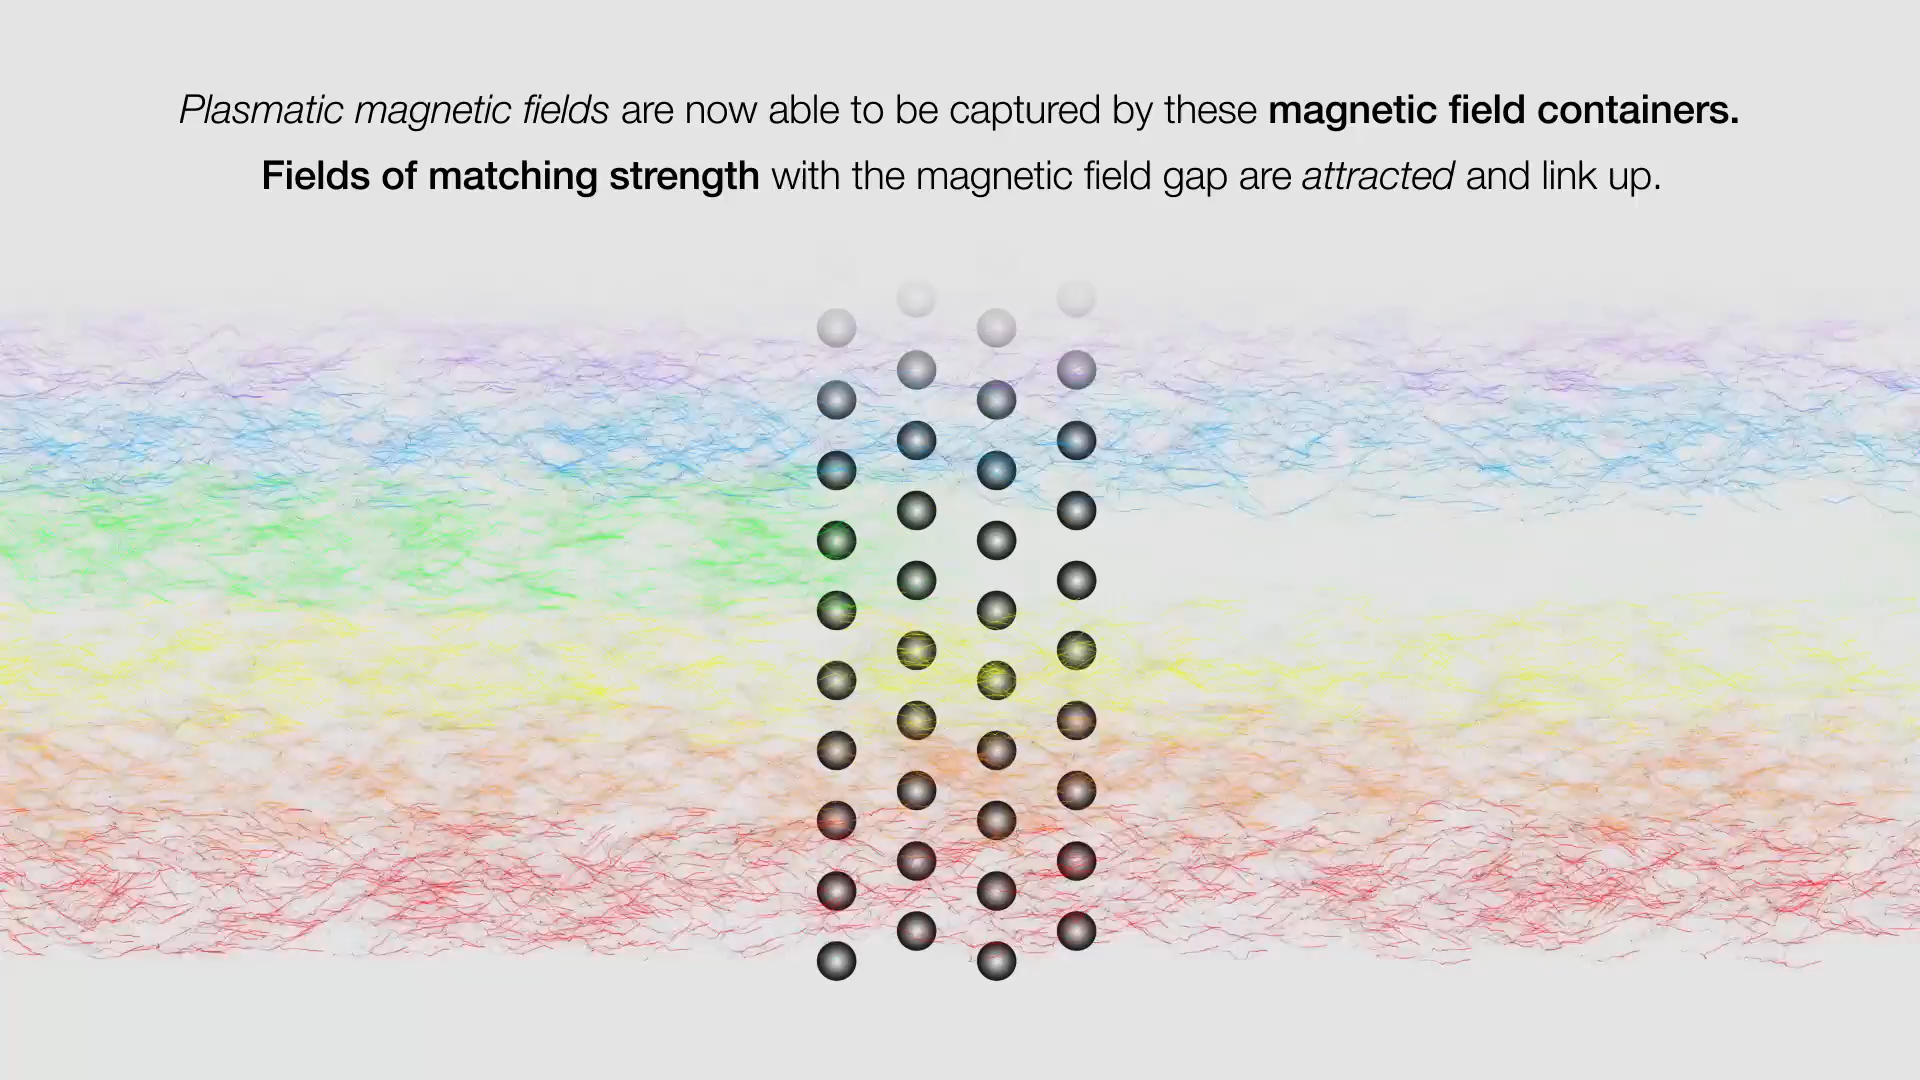 Plasmatic magnetic fields are now able to be captured by these magnetic field containers.
Fields of matching strength with the magnetic field gap are attracted and link up.